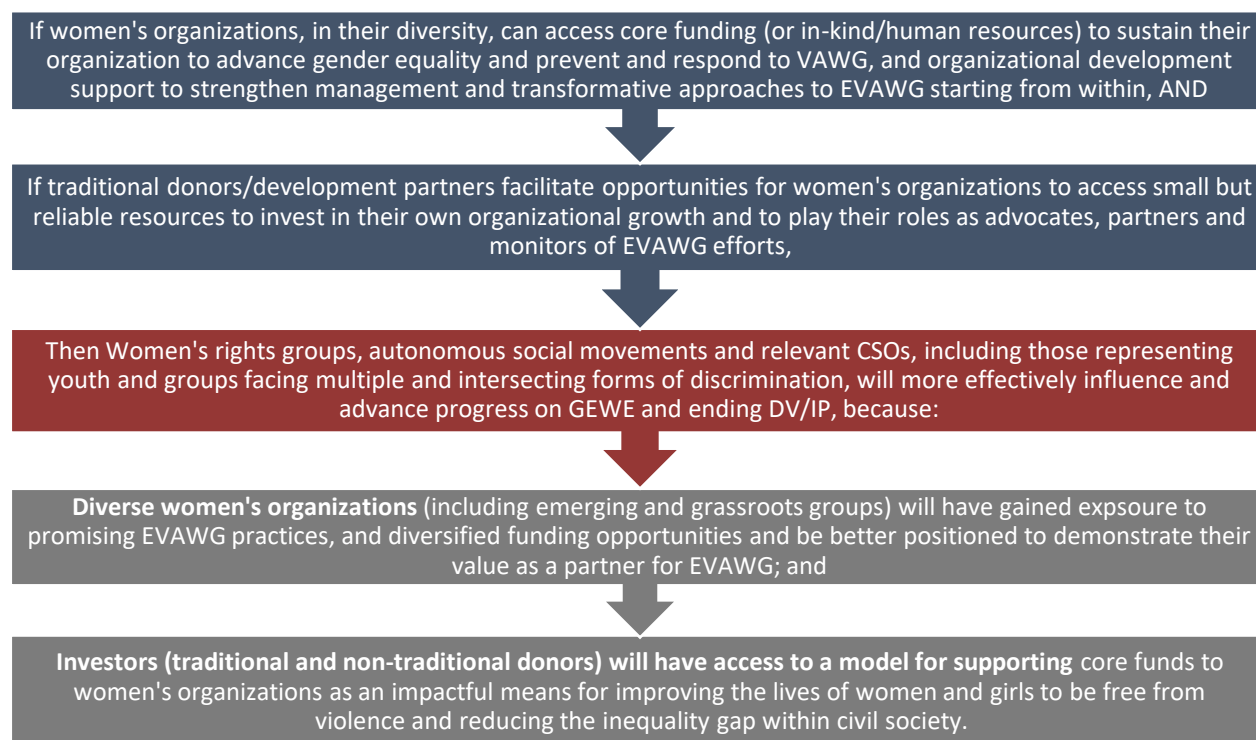 If women's organizations, in their diversity, can access core funding (or in-kind/human resources) to sustain their
organization to advance gender equality and prevent and respond to VAWG, and organizational development
support to strengthen management and transformative approaches to EVAWG starting from within, AND
If traditional donors/development partners facilitate opportunities for women's organizations to access small but
reliable resources to invest in their own organizational growth and to play their roles as advocates, partners and
monitors of EVAWG efforts,
Then Women's rights groups, autonomous social movements and relevant CSOs, including those representing
youth and groups facing multiple and intersecting forms of discrimination, will more effectively influence and
advance progress on GEWE and ending DV/IP, because:
Diverse women's organizations (including emerging and grassroots groups) will have gained expsoure to
promising EVAWG practices, and diversified funding opportunities and be better positioned to demonstrate their
value as a partner for EVAWG; and
Investors (traditional and non-traditional donors) will have access to a model for supporting core funds to
women's organizations as an impactful means for improving the lives of women and girls to be free from
violence and reducing the inequality gap within civil society.